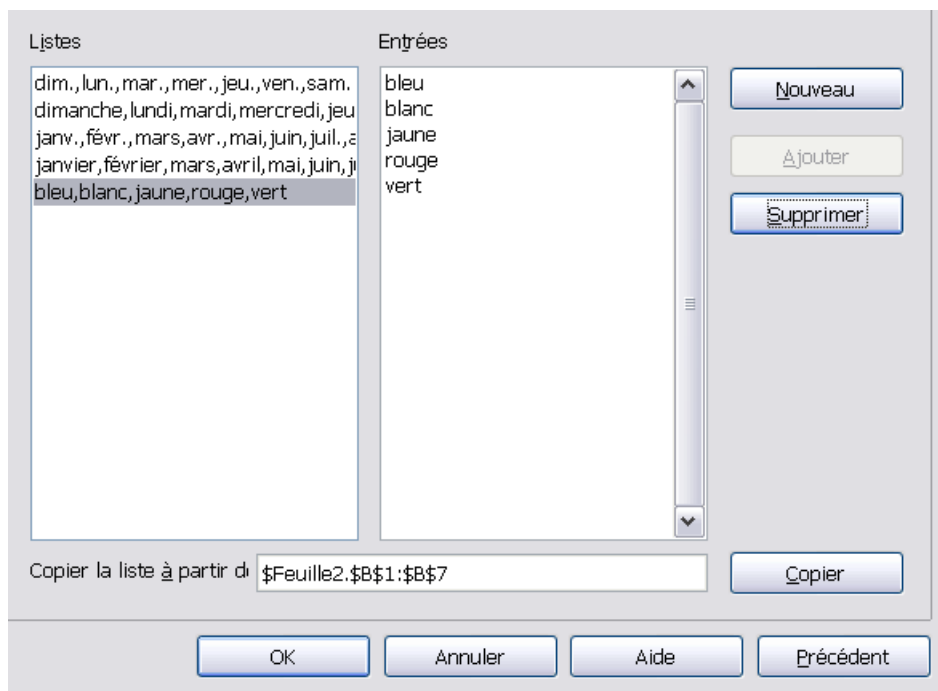 Listes
Entrées
dim.,lun.,mar.,mer.,jeu.,ven.,sam.
dimanche,lundi,mardi,mercredi,jeu
janv.,févr.,mars,avr.,mai,juin,juil.,a
janvier,février,mars,avril,mai,juin,j
bleu,blanc,jaune,rouge,vert
bleu
blanc
jaune
rouge
vert
Nouveau
Ajouter
Supprimer
Copier la liste à partir d
$Feuille2.$B$1:$B$7
Copier
OK
Annuler
Aide
Précédent